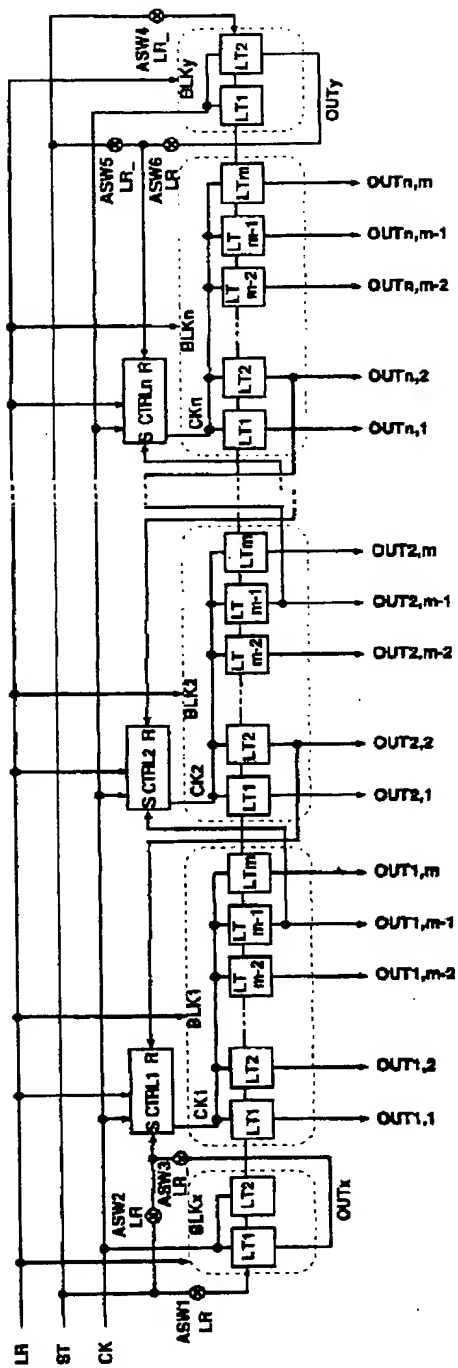 ASW4
LR_
BLKy
LT2
LT1
OUTy
ASW5
LR_
ASW6
LR
LTm
LT m-1
LT m-2
LT2
LT1
BLKn
S CTRLn R
CKn
OUTn,m
OUTn,m-1
OUTn,m-2
OUTn,2
OUTn,1
LTm
LT m-1
LT m-2
LT2
LT1
BLK2
S CTRL2 R
CK2
OUT2,m
OUT2,m-1
OUT2,m-2
OUT2,2
OUT2,1
LTm
LT m-1
LT m-2
LT2
LT1
BLK1
S CTRL1 R
CK1
OUT1,m
OUT1,m-1
OUT1,m-2
OUT1,2
OUT1,1
ASW2
LR
ASW3
LR
BLKx
LT2
LT1
OUTx
ASW1
LR
LR
ST
CK